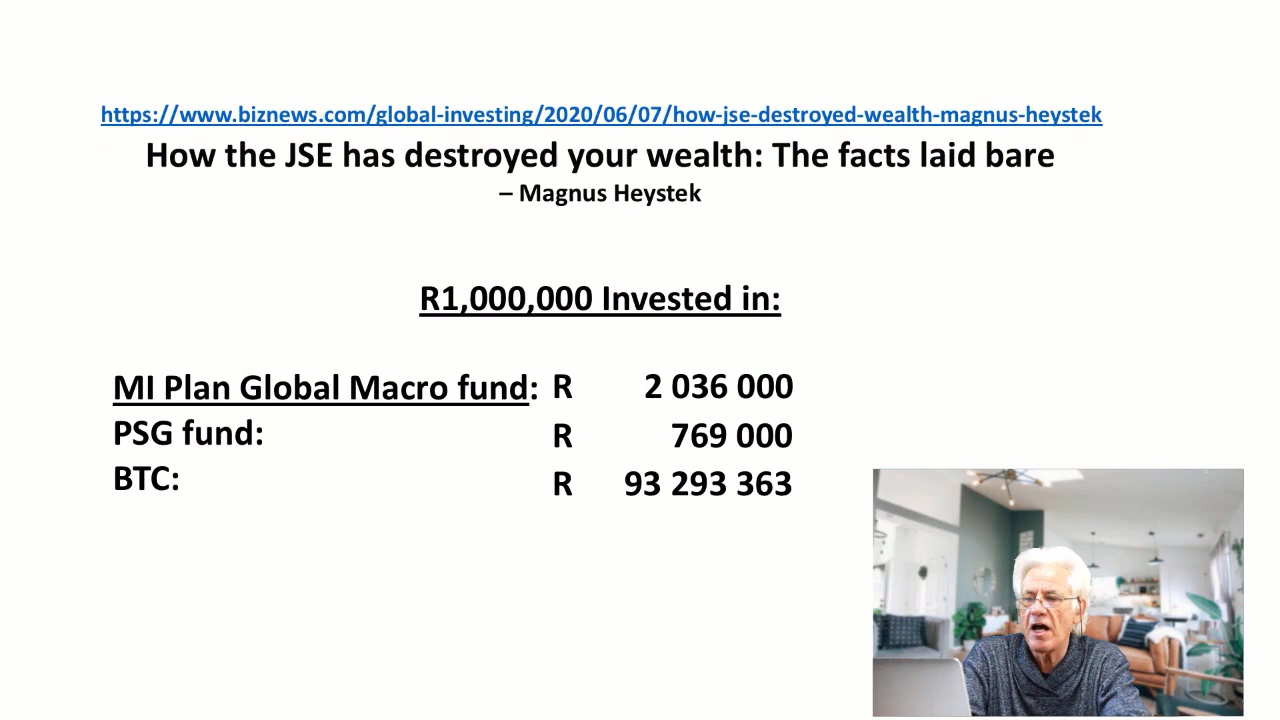 https://www.biznews.com/global-investing/2020/06/07/how-jse-destroyed-wealth-magnus-heystek
How the JSE has destroyed your wealth: The facts laid bare
– Magnus Heystek
R1,000,000 Invested in:
MI Plan Global Macro fund: R 2 036 000
PSG fund: R 769 000
BTC: R 93 293 363